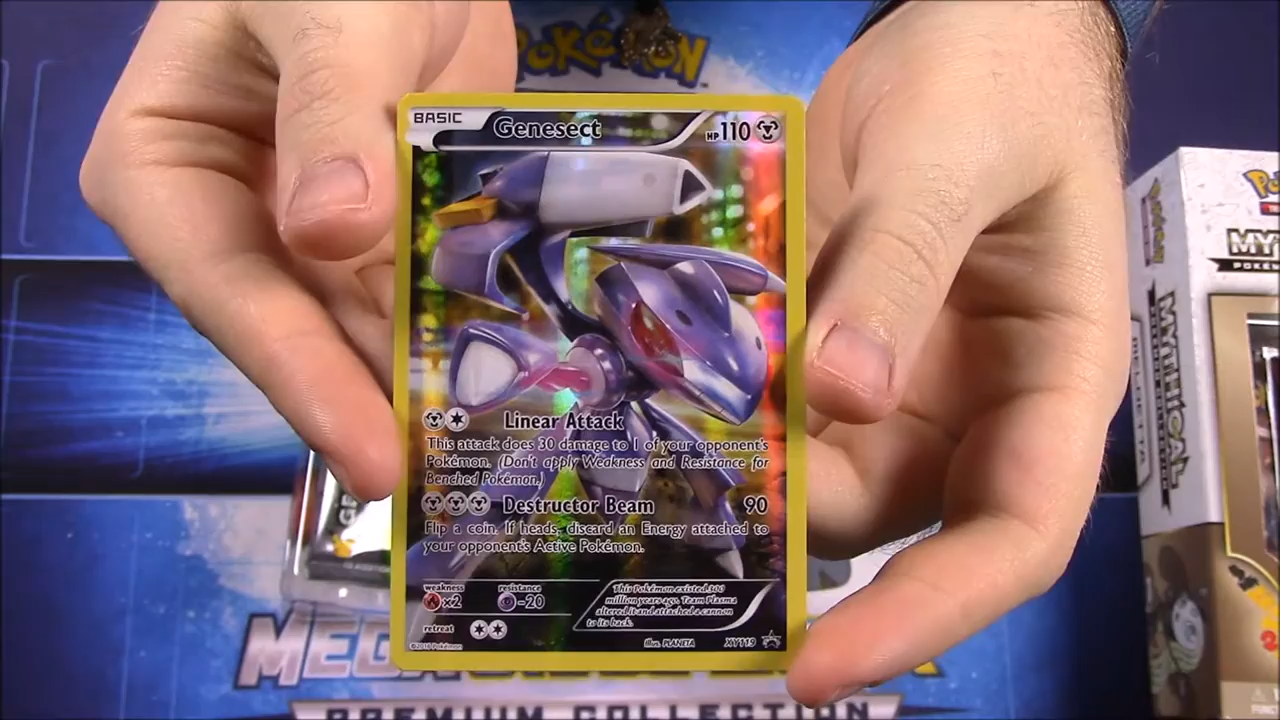 Pokémon
BASIC
Genesect
HP 110
Linear Attack
This attack does 30 damage to 1 of your opponent's
Pokémon. (Don't apply Weakness and Resistance for
Benched Pokémon.)
Destructor Beam 90
Flip a coin. If heads, discard an Energy attached to
your opponent's Active Pokémon.
weakness resistance
x2 -20
retreat
This Pokémon existed 300
million years ago. Team Plasma
altered it and attached a cannon
to its back.
©2016 Pokémon
Illus. PLANETA XY119
MEGA
PREMIUM COLLECTION
MYTHICAL